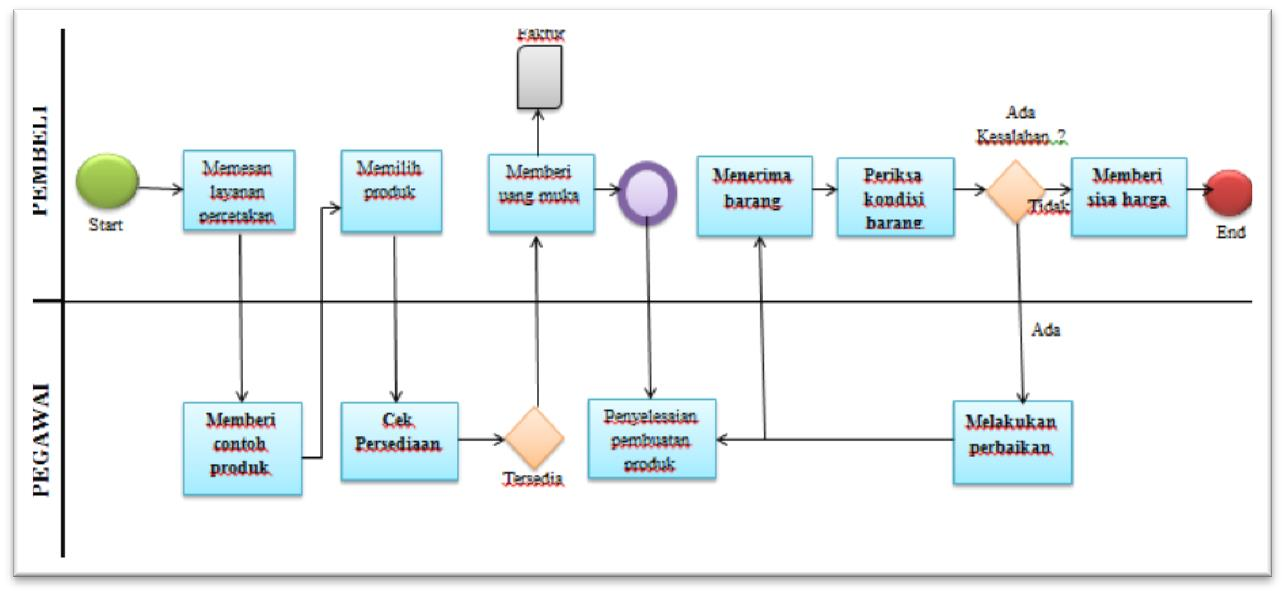 PEMBELI
Faktur
Start
Memesan
layanan
percetakan
Memilih
produk
Memberi
uang muka
Menerima
barang
Periksa
kondisi
barang
Ada
Kesalahan ?
Tidak
Memberi
sisa harga
End
PEGAWAI
Memberi
contoh
produk
Cek
Persediaan
Tersedia
Penyelesaian
pembuatan
produk
Ada
Melakukan
perbaikan